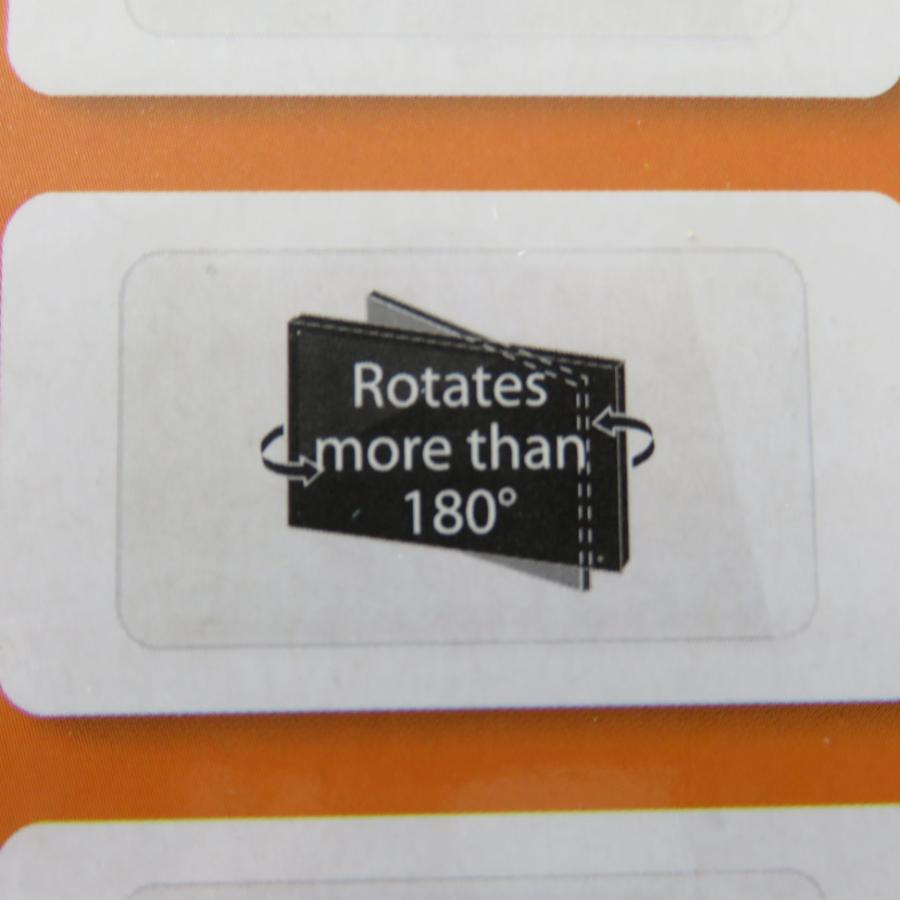 Rotates
more than
180°